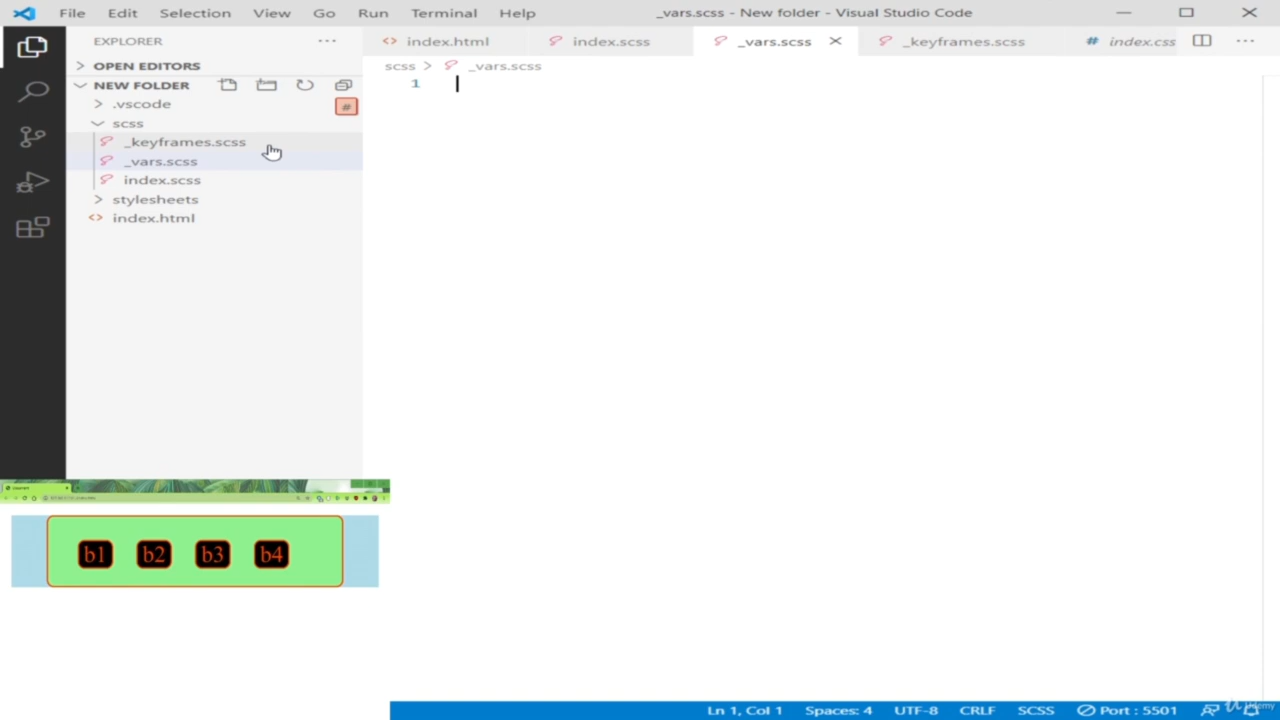 File Edit Selection View Go Run Terminal Help _vars.scss - New folder - Visual Studio Code
EXPLORER ···
index.html index.scss _vars.scss _keyframes.scss # index.css ···
OPEN EDITORS
scss > _vars.scss
NEW FOLDER
1
.vscode
#
scss
_keyframes.scss
_vars.scss
index.scss
stylesheets
<> index.html
b1 b2 b3 b4
Ln 1, Col 1 Spaces: 4 UTF-8 CRLF SCSS Port : 5501
Udemy